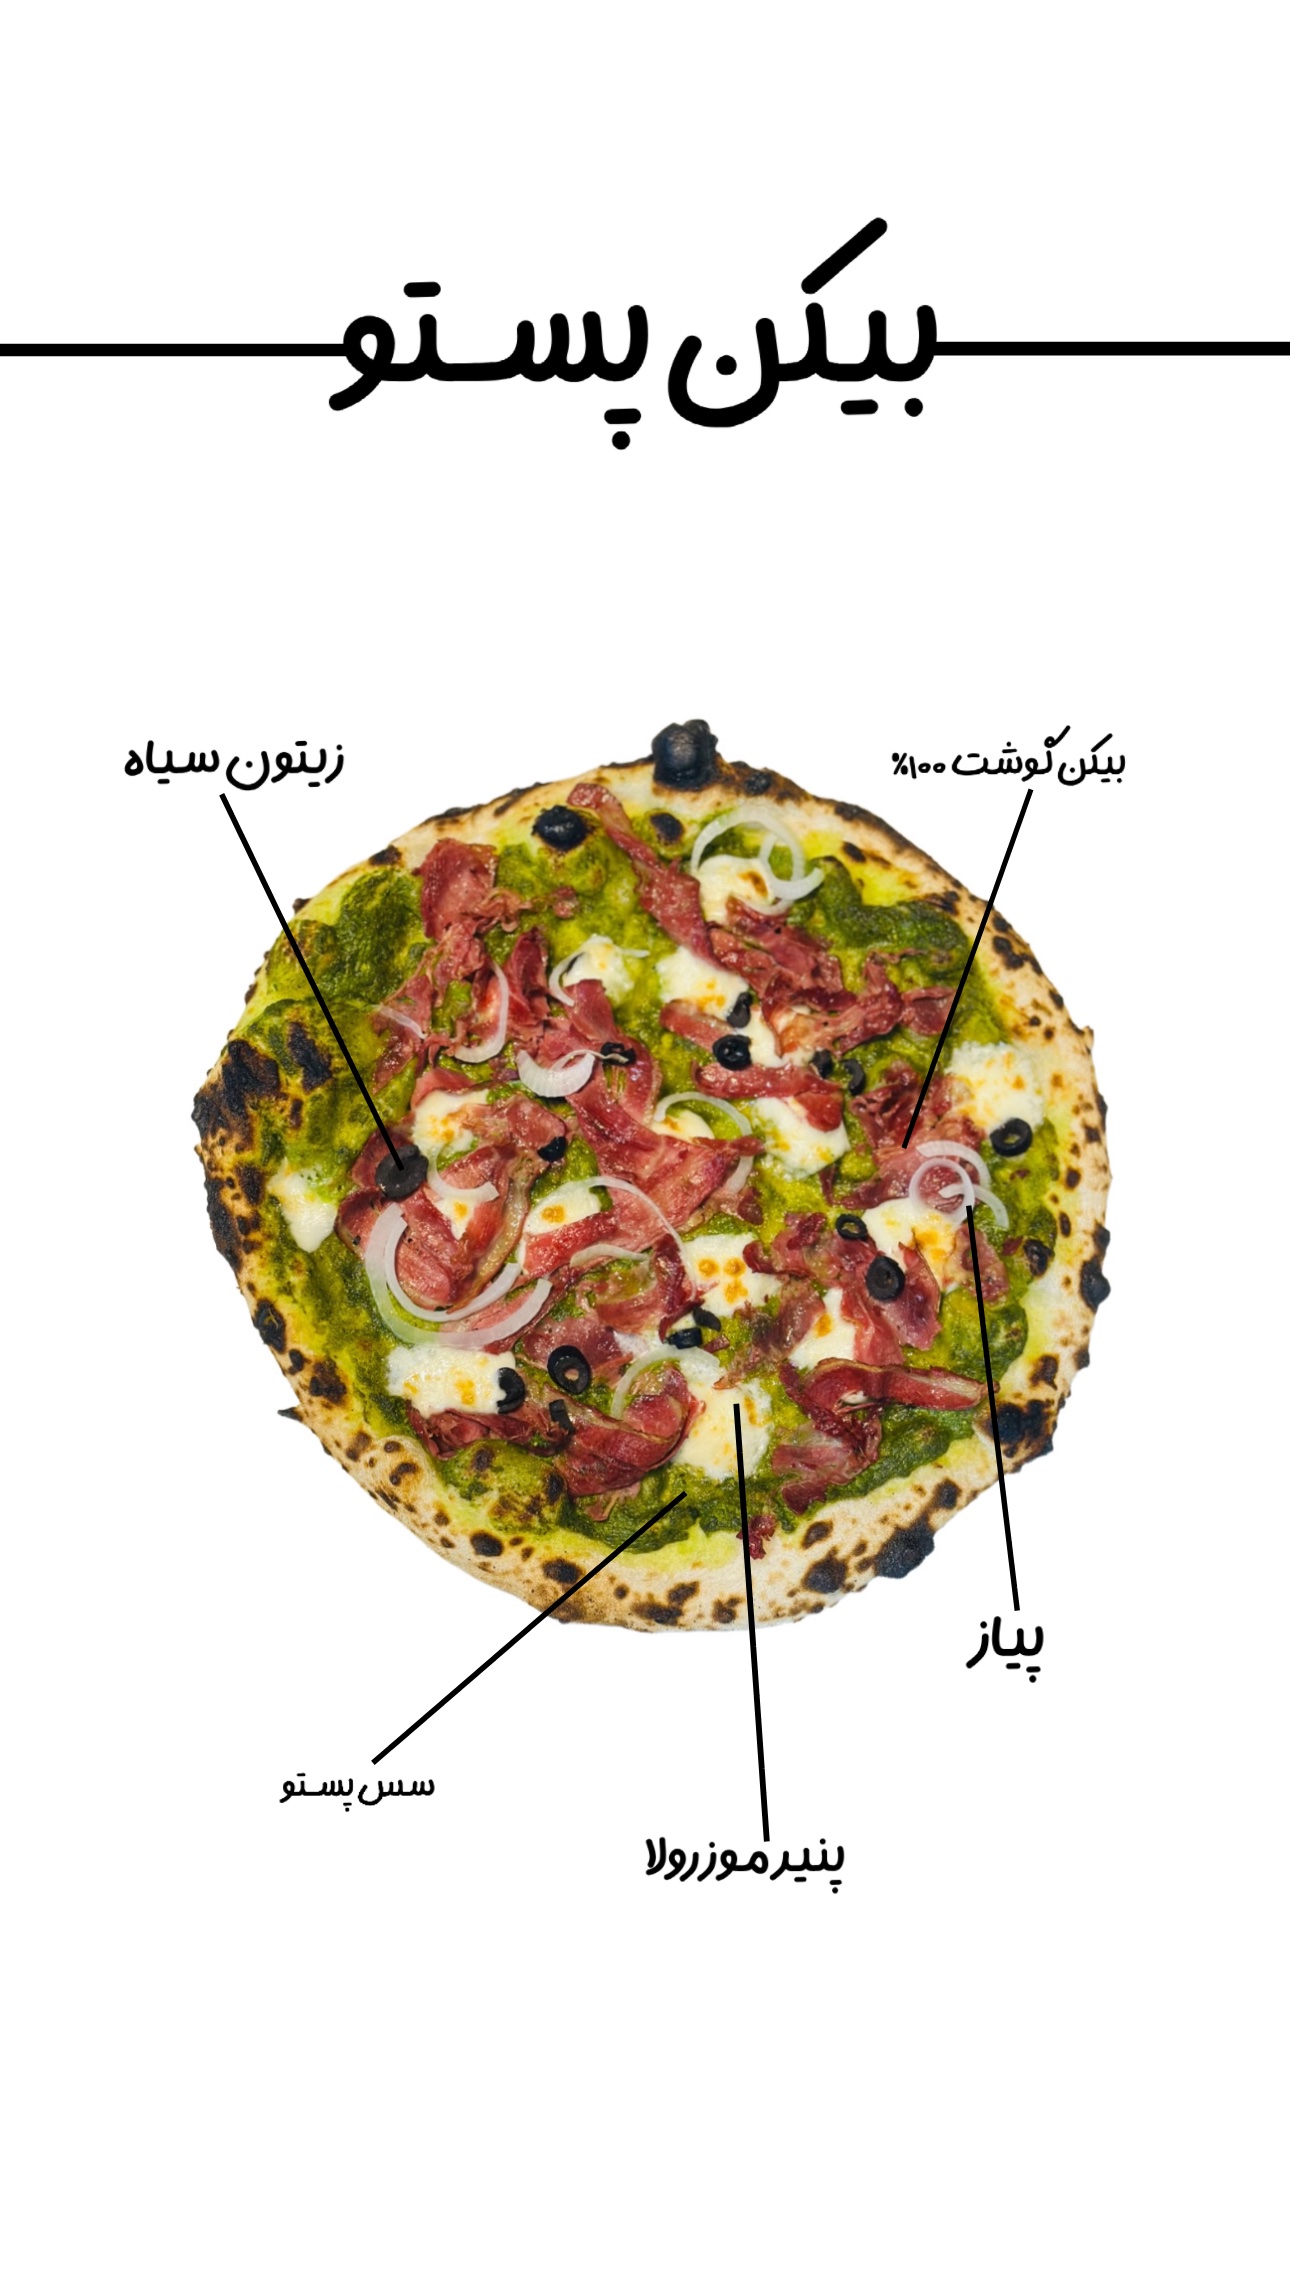 بیکن پستو
بیکن گوشت ۱۰۰%
زیتون سیاه
پیاز
سس پستو
پنیر موزرولا